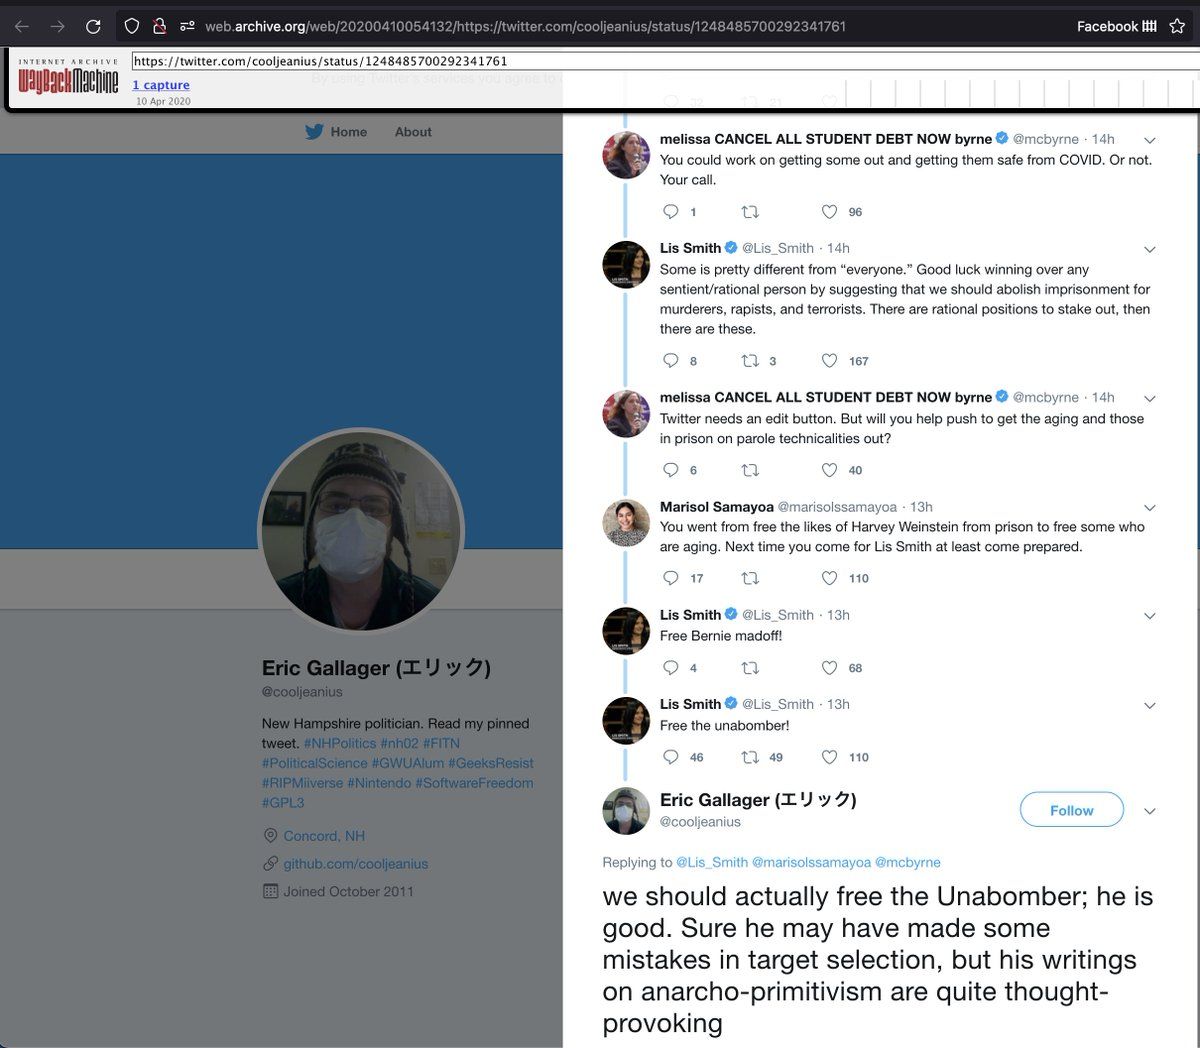 web.archive.org/web/20200410054132/https://twitter.com/cooljeanius/status/1248485700292341761
Facebook
INTERNET ARCHIVE
WayBackMachine
https://twitter.com/cooljeanius/status/1248485700292341761
1 capture
10 Apr 2020
By using Twitter's services you agree to
32 21
Home About
melissa CANCEL ALL STUDENT DEBT NOW byrne @mcbyrne · 14h
You could work on getting some out and getting them safe from COVID. Or not.
Your call.
1 96
Lis Smith @Lis_Smith · 14h
Some is pretty different from “everyone.” Good luck winning over any
sentient/rational person by suggesting that we should abolish imprisonment for
murderers, rapists, and terrorists. There are rational positions to stake out, then
there are these.
8 3 167
melissa CANCEL ALL STUDENT DEBT NOW byrne @mcbyrne · 14h
Twitter needs an edit button. But will you help push to get the aging and those
in prison on parole technicalities out?
6 40
Marisol Samayoa @marisolssamayoa · 13h
You went from free the likes of Harvey Weinstein from prison to free some who
are aging. Next time you come for Lis Smith at least come prepared.
17 110
Lis Smith @Lis_Smith · 13h
Free Bernie madoff!
4 68
Lis Smith @Lis_Smith · 13h
Free the unabomber!
46 49 110
Eric Gallager (エリック)
@cooljeanius
Follow
Replying to @Lis_Smith @marisolssamayoa @mcbyrne
we should actually free the Unabomber; he is
good. Sure he may have made some
mistakes in target selection, but his writings
on anarcho-primitivism are quite thought-
provoking
Eric Gallager (エリック)
@cooljeanius
New Hampshire politician. Read my pinned
tweet. #NHPolitics #nh02 #FITN
#PoliticalScience #GWUAlum #GeeksResist
#RIPMiiverse #Nintendo #SoftwareFreedom
#GPL3
Concord, NH
github.com/cooljeanius
Joined October 2011